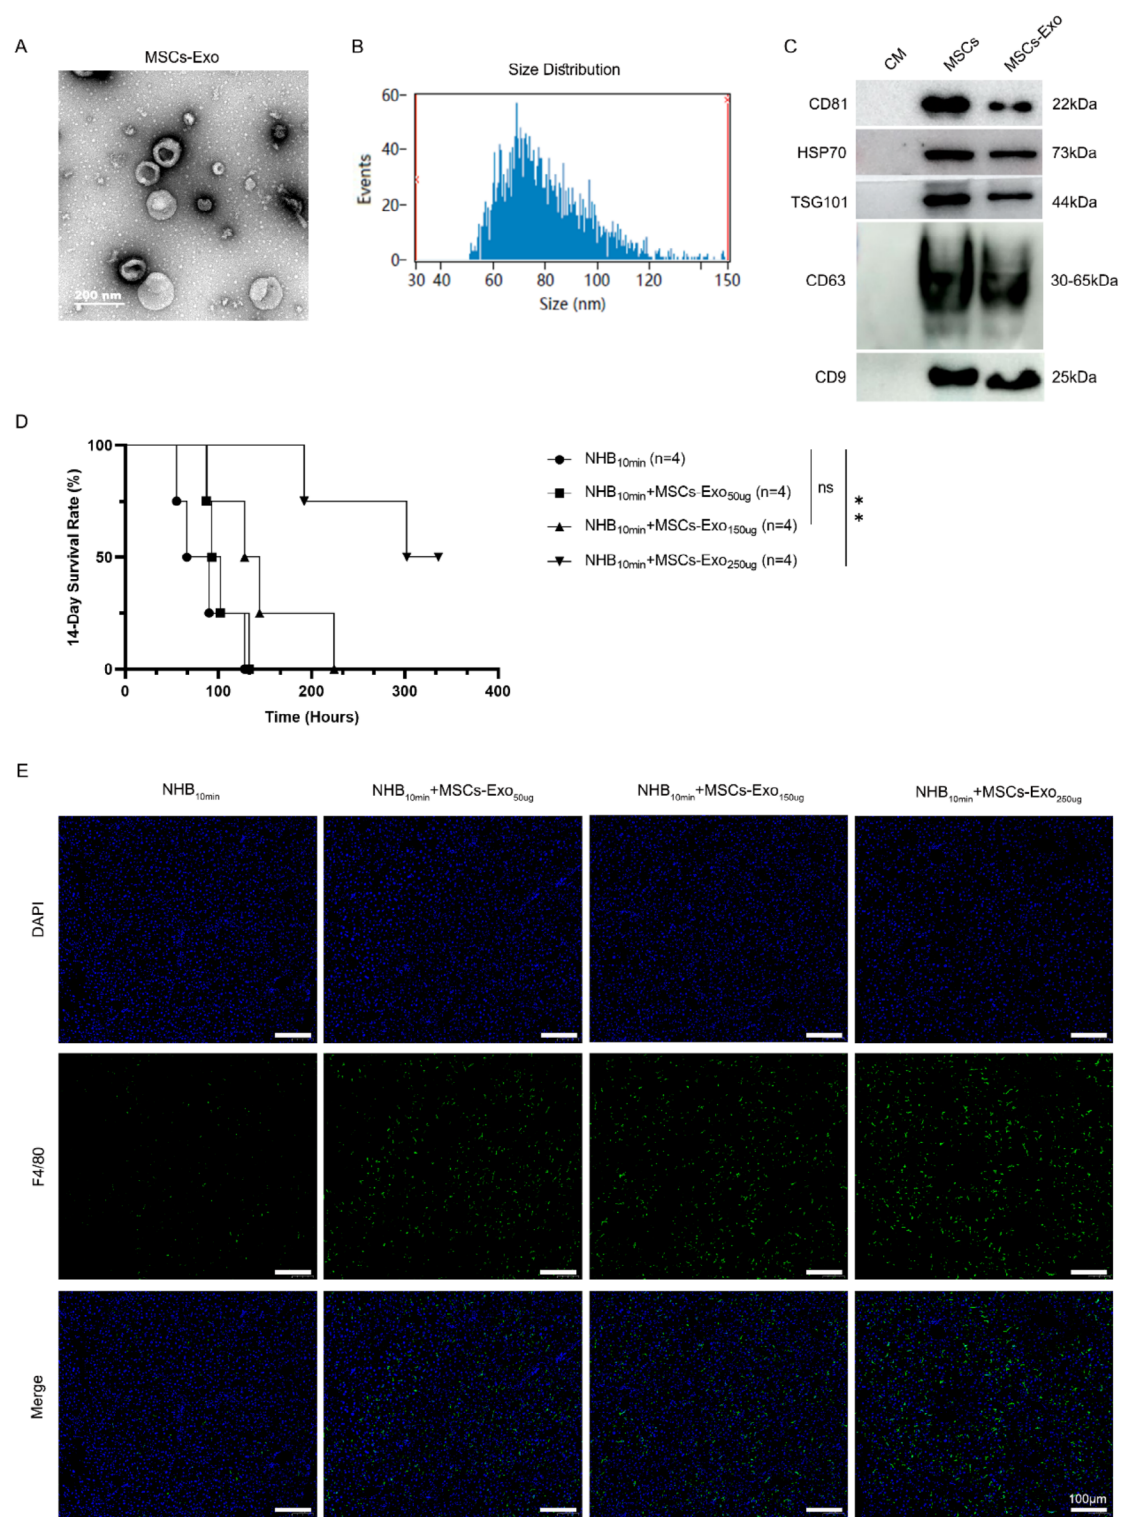 A
MSCs-Exo
200 nm
B
Size Distribution
Events
60
40
20
0
30 40 60 80 100 120 150
Size (nm)
C
CM MSCs MSCs-Exo
CD81 22kDa
HSP70 73kDa
TSG101 44kDa
CD63 30-65kDa
CD9 25kDa
D
14-Day Survival Rate (%)
100
50
0
0 100 200 300 400
Time (Hours)
NHB10min (n=4)
NHB10min+MSCs-Exo50ug (n=4)
NHB10min+MSCs-Exo150ug (n=4)
NHB10min+MSCs-Exo250ug (n=4)
ns
**
E
NHB10min NHB10min+MSCs-Exo50ug NHB10min+MSCs-Exo150ug NHB10min+MSCs-Exo250ug
DAPI
F4/80
Merge
100μm